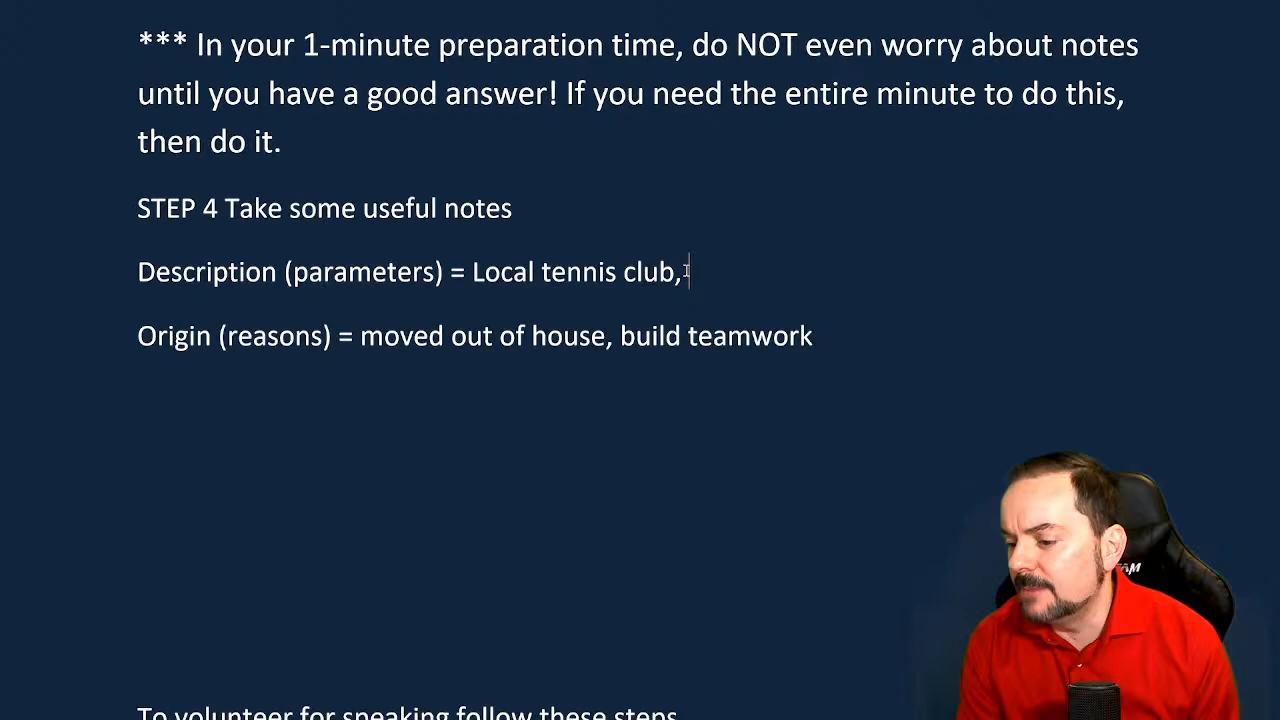 *** In your 1-minute preparation time, do NOT even worry about notes
until you have a good answer! If you need the entire minute to do this,
then do it.
STEP 4 Take some useful notes
Description (parameters) = Local tennis club,
Origin (reasons) = moved out of house, build teamwork
To volunteer for speaking follow these steps